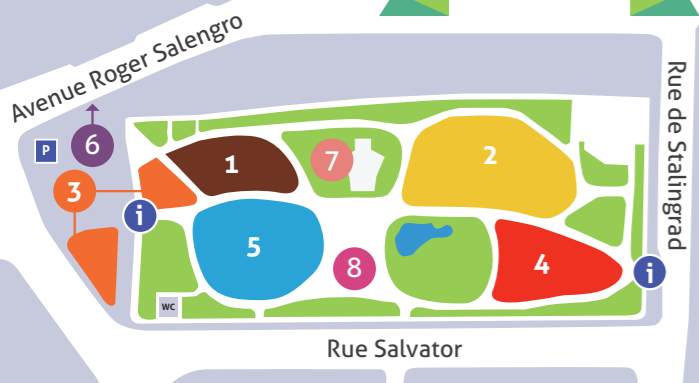 Avenue Roger Salengro
Rue de Stalingrad
P
6
1
7
2
3
i
5
8
4
i
WC
Rue Salvator